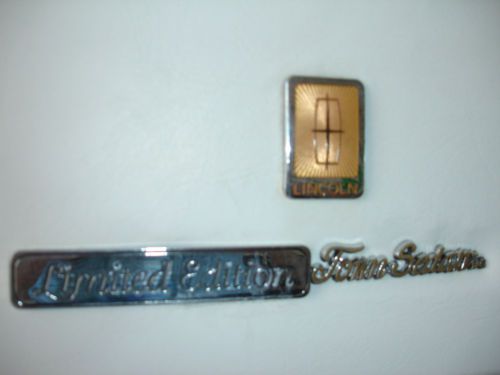 LINCOLN
Limited Edition Town Sedan